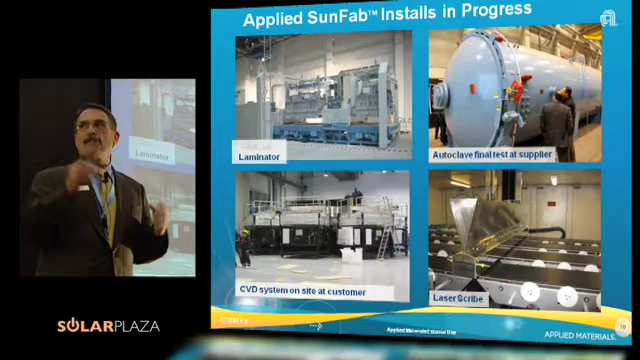 Applied SunFab™ Installs in Progress
Laminator
Autoclave final test at supplier
CVD system on site at customer
Laser Scribe
Laminator
SOLARPLAZA
Applied Materials External Use
10
APPLIED MATERIALS